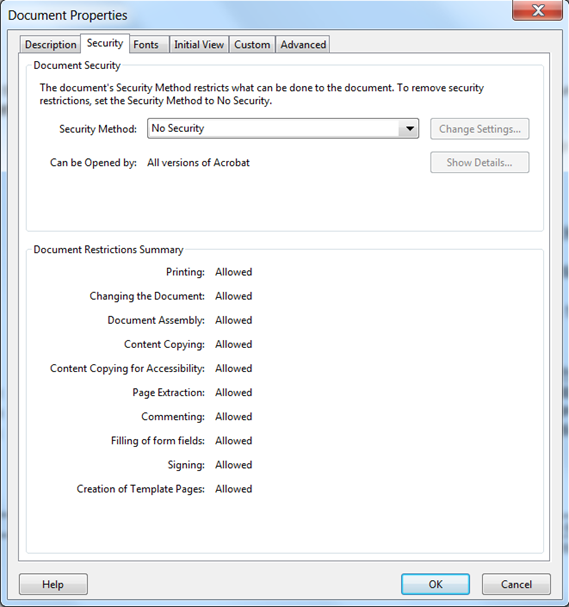 Document Properties
Description Security Fonts Initial View Custom Advanced
Document Security
The document's Security Method restricts what can be done to the document. To remove security
restrictions, set the Security Method to No Security.
Security Method: No Security Change Settings...
Can be Opened by: All versions of Acrobat Show Details...
Document Restrictions Summary
Printing: Allowed
Changing the Document: Allowed
Document Assembly: Allowed
Content Copying: Allowed
Content Copying for Accessibility: Allowed
Page Extraction: Allowed
Commenting: Allowed
Filling of form fields: Allowed
Signing: Allowed
Creation of Template Pages: Allowed
Help OK Cancel